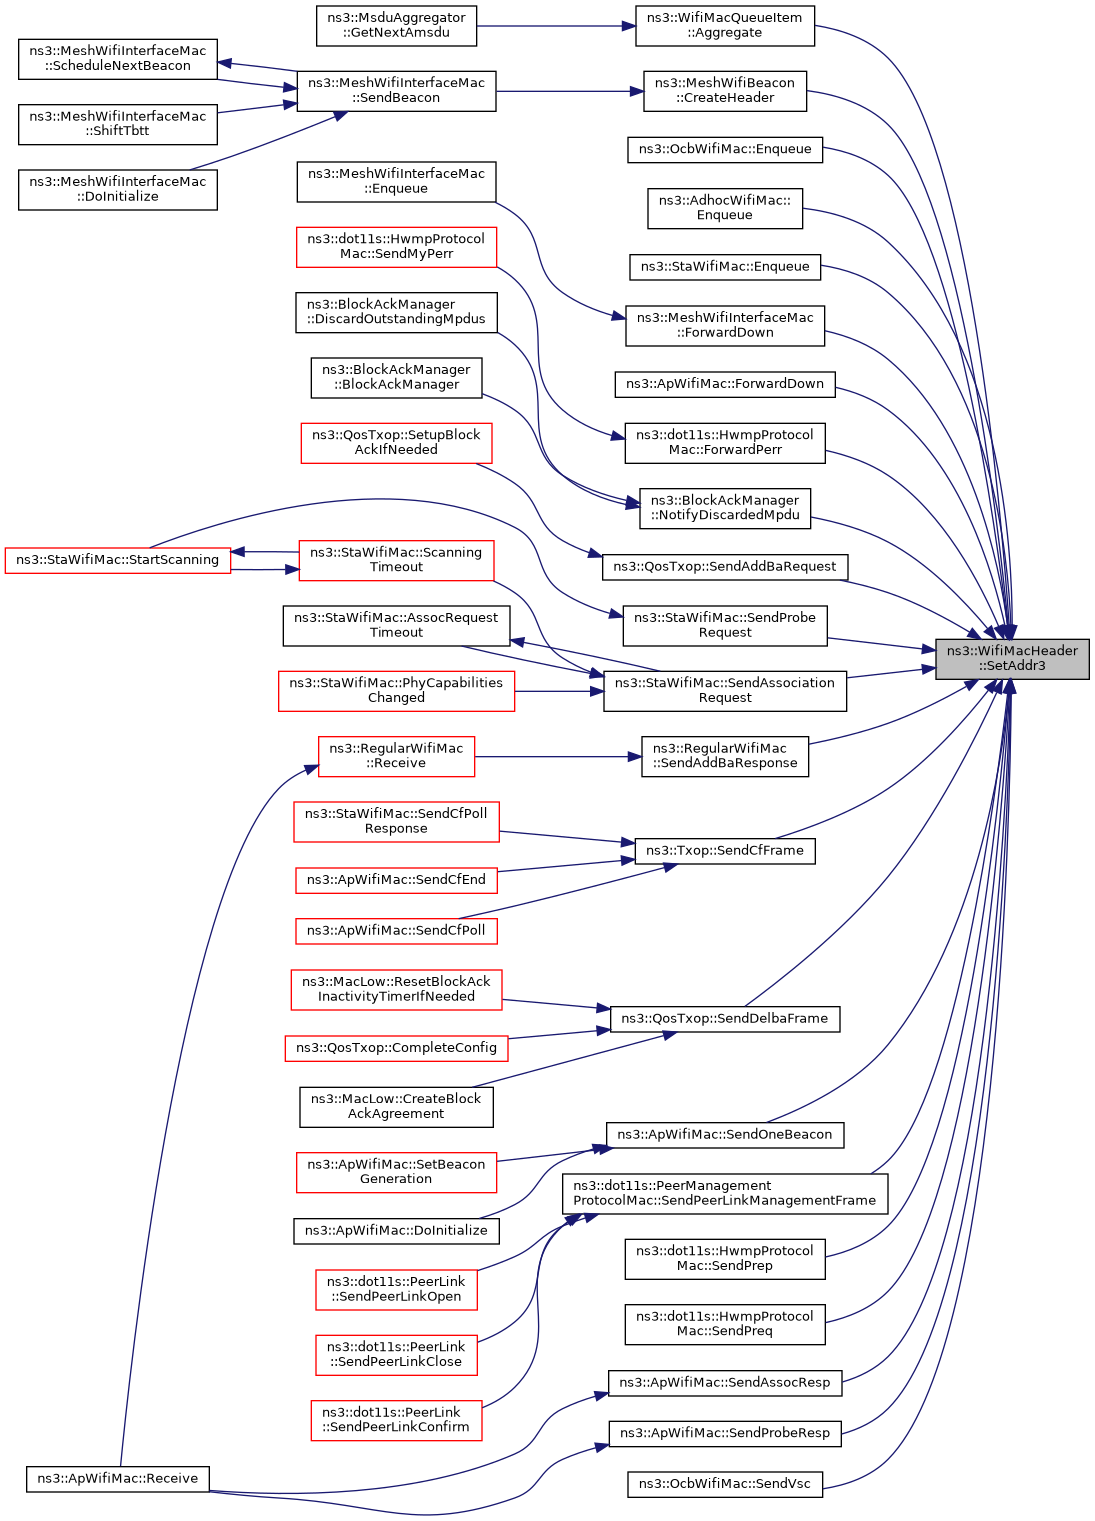 ns3::MsduAggregator
::GetNextAmsdu
ns3::WifiMacQueueItem
::Aggregate
ns3::MeshWifiInterfaceMac
::ScheduleNextBeacon
ns3::MeshWifiInterfaceMac
::SendBeacon
ns3::MeshWifiBeacon
::CreateHeader
ns3::MeshWifiInterfaceMac
::ShiftTbtt
ns3::OcbWifiMac::Enqueue
ns3::MeshWifiInterfaceMac
::DoInitialize
ns3::MeshWifiInterfaceMac
::Enqueue
ns3::AdhocWifiMac::
Enqueue
ns3::dot11s::HwmpProtocol
Mac::SendMyPerr
ns3::StaWifiMac::Enqueue
ns3::BlockAckManager
::DiscardOutstandingMpdus
ns3::MeshWifiInterfaceMac
::ForwardDown
ns3::BlockAckManager
::BlockAckManager
ns3::ApWifiMac::ForwardDown
ns3::QosTxop::SetupBlock
AckIfNeeded
ns3::dot11s::HwmpProtocol
Mac::ForwardPerr
ns3::BlockAckManager
::NotifyDiscardedMpdu
ns3::StaWifiMac::StartScanning
ns3::StaWifiMac::Scanning
Timeout
ns3::QosTxop::SendAddBaRequest
ns3::StaWifiMac::AssocRequest
Timeout
ns3::StaWifiMac::SendProbe
Request
ns3::WifiMacHeader
::SetAddr3
ns3::StaWifiMac::PhyCapabilities
Changed
ns3::StaWifiMac::SendAssociation
Request
ns3::RegularWifiMac
::Receive
ns3::RegularWifiMac
::SendAddBaResponse
ns3::StaWifiMac::SendCfPoll
Response
ns3::Txop::SendCfFrame
ns3::ApWifiMac::SendCfEnd
ns3::ApWifiMac::SendCfPoll
ns3::MacLow::ResetBlockAck
InactivityTimerIfNeeded
ns3::QosTxop::SendDelbaFrame
ns3::QosTxop::CompleteConfig
ns3::MacLow::CreateBlock
AckAgreement
ns3::ApWifiMac::SendOneBeacon
ns3::ApWifiMac::SetBeacon
Generation
ns3::dot11s::PeerManagement
ProtocolMac::SendPeerLinkManagementFrame
ns3::ApWifiMac::DoInitialize
ns3::dot11s::HwmpProtocol
Mac::SendPrep
ns3::dot11s::PeerLink
::SendPeerLinkOpen
ns3::dot11s::HwmpProtocol
Mac::SendPreq
ns3::dot11s::PeerLink
::SendPeerLinkClose
ns3::ApWifiMac::SendAssocResp
ns3::dot11s::PeerLink
::SendPeerLinkConfirm
ns3::ApWifiMac::SendProbeResp
ns3::ApWifiMac::Receive
ns3::OcbWifiMac::SendVsc